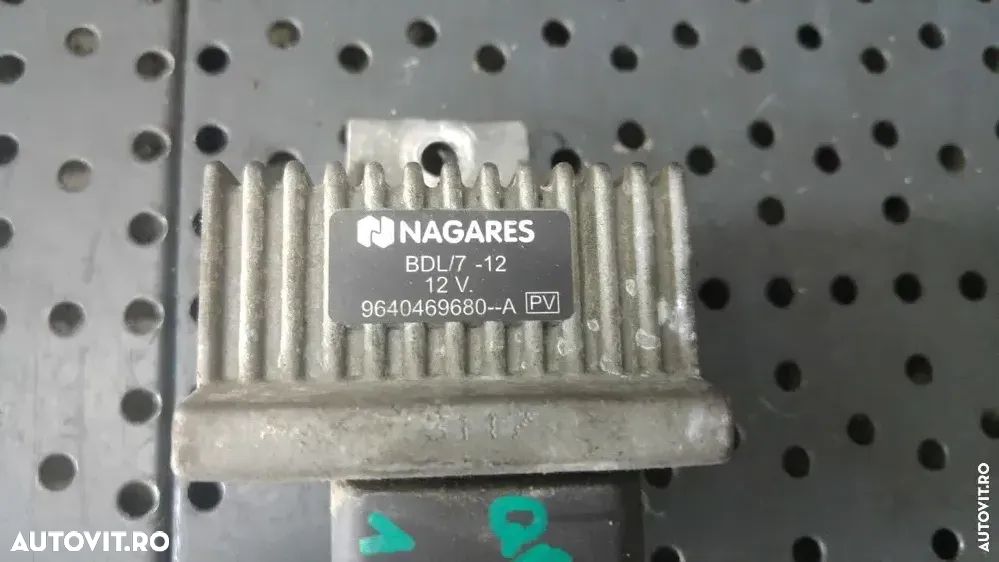 NAGARES
BDL/7 -12
12 V.
9640469680--A PV
AUTOVIT.RO
AUTOVIT.RO